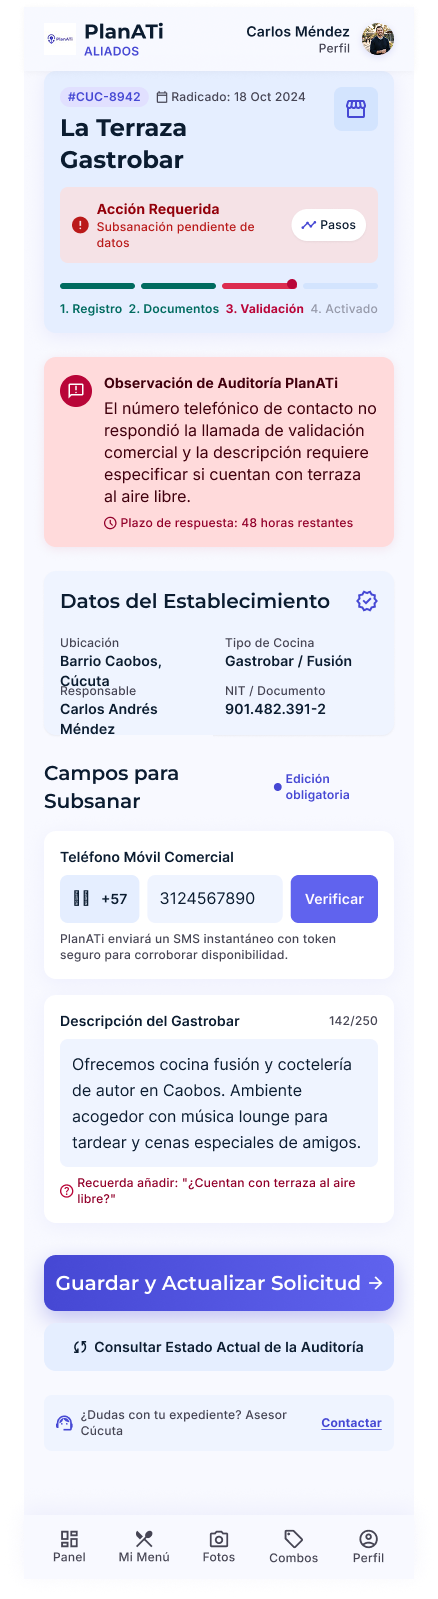 PlanATi
PlanATi
ALIADOS
Carlos Méndez
Perfil
#CUC-8942
Radicado: 18 Oct 2024
La Terraza
Gastrobar
Acción Requerida
Subsanación pendiente de
datos
Pasos
1. Registro
2. Documentos
3. Validación
4. Activado
Observación de Auditoría PlanATi
El número telefónico de contacto no
respondió la llamada de validación
comercial y la descripción requiere
especificar si cuentan con terraza
al aire libre.
Plazo de respuesta: 48 horas restantes
Datos del Establecimiento
Ubicación
Barrio Caobos,
Cúcuta
Tipo de Cocina
Gastrobar / Fusión
Responsable
Carlos Andrés
Méndez
NIT / Documento
901.482.391-2
Campos para
Subsanar
Edición
obligatoria
Teléfono Móvil Comercial
+57
3124567890
Verificar
PlanATi enviará un SMS instantáneo con token
seguro para corroborar disponibilidad.
Descripción del Gastrobar
142/250
Ofrecemos cocina fusión y coctelería
de autor en Caobos. Ambiente
acogedor con música lounge para
tardear y cenas especiales de amigos.
Recuerda añadir: "¿Cuentan con terraza al aire
libre?"
Guardar y Actualizar Solicitud
Consultar Estado Actual de la Auditoría
¿Dudas con tu expediente? Asesor
Cúcuta
Contactar
Panel
Mi Menú
Fotos
Combos
Perfil